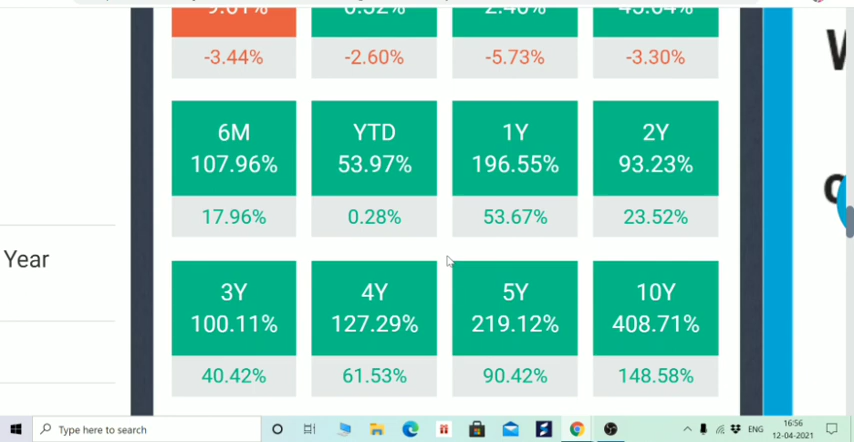 -3.44% -2.60% -5.73% -3.30%
6M YTD 1Y 2Y
107.96% 53.97% 196.55% 93.23%
17.96% 0.28% 53.67% 23.52%
Year
3Y 4Y 5Y 10Y
100.11% 127.29% 219.12% 408.71%
40.42% 61.53% 90.42% 148.58%
Type here to search
ENG
16:56
12-04-2021